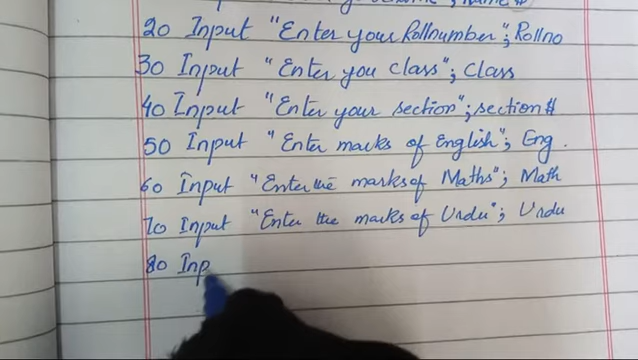 name $
20 Input "Enter your Rollnumber"; Rollno
30 Input "Enter you class"; Class
40 Input "Enter your section"; section$
50 Input "Enter marks of English"; Eng.
60 Input "Enter the marks of Maths"; Math
70 Input "Enter the marks of Urdu"; Urdu
80 Inp